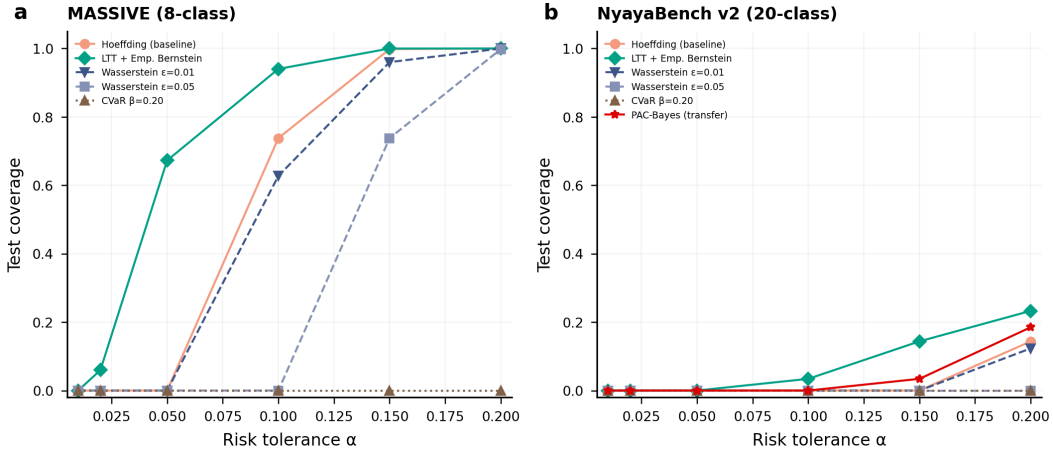 a MASSIVE (8-class)
Test coverage
1.0
0.8
0.6
0.4
0.2
0.0
Hoeffding (baseline)
LTT + Emp. Bernstein
Wasserstein ε=0.01
Wasserstein ε=0.05
CVaR β=0.20
0.025 0.050 0.075 0.100 0.125 0.150 0.175 0.200
Risk tolerance α
b NyayaBench v2 (20-class)
Test coverage
1.0
0.8
0.6
0.4
0.2
0.0
Hoeffding (baseline)
LTT + Emp. Bernstein
Wasserstein ε=0.01
Wasserstein ε=0.05
CVaR β=0.20
PAC-Bayes (transfer)
0.025 0.050 0.075 0.100 0.125 0.150 0.175 0.200
Risk tolerance α